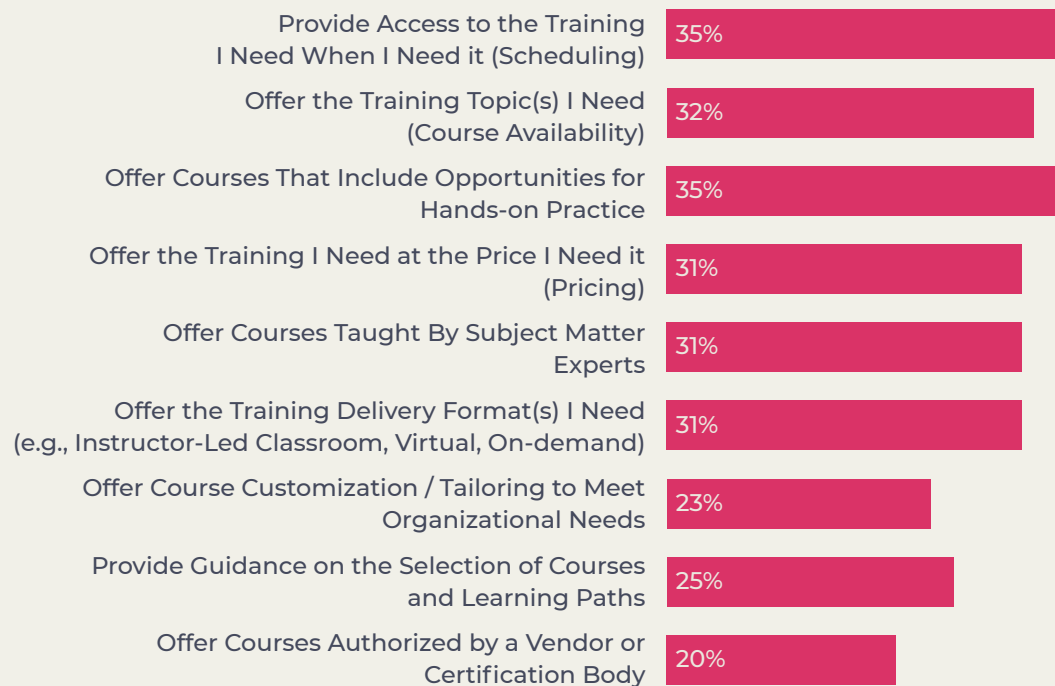 Provide Access to the Training
I Need When I Need it (Scheduling)
35%
Offer the Training Topic(s) I Need
(Course Availability)
32%
Offer Courses That Include Opportunities for
Hands-on Practice
35%
Offer the Training I Need at the Price I Need it
(Pricing)
31%
Offer Courses Taught By Subject Matter
Experts
31%
Offer the Training Delivery Format(s) I Need
(e.g., Instructor-Led Classroom, Virtual, On-demand)
31%
Offer Course Customization / Tailoring to Meet
Organizational Needs
23%
Provide Guidance on the Selection of Courses
and Learning Paths
25%
Offer Courses Authorized by a Vendor or
Certification Body
20%